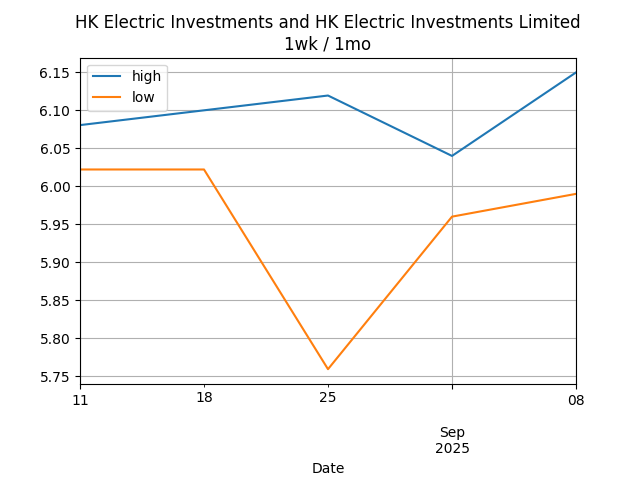 HK Electric Investments and HK Electric Investments Limited
1wk / 1mo
high
low
6.15
6.10
6.05
6.00
5.95
5.90
5.85
5.80
5.75
11
18
25
08
Sep
2025
Date